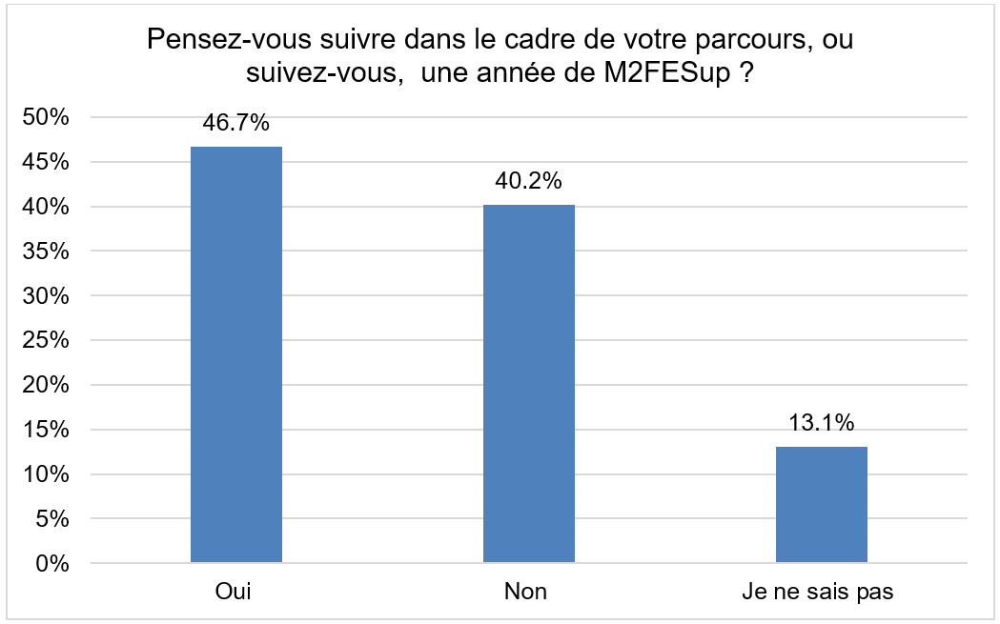 Pensez-vous suivre dans le cadre de votre parcours, ou
suivez-vous,  une année de M2FESup ?
50%
45%
40%
35%
30%
25%
20%
15%
10%
5%
0%
46.7%
40.2%
13.1%
Oui
Non
Je ne sais pas